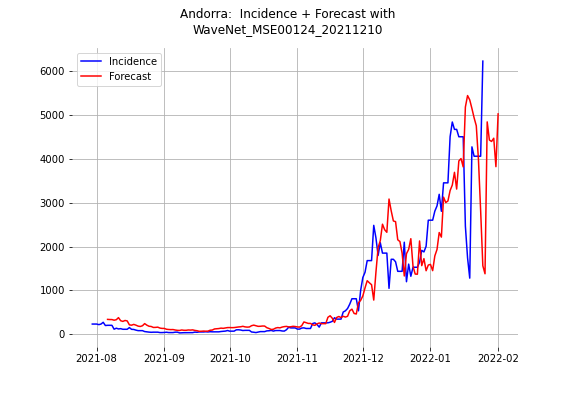 Andorra:  Incidence + Forecast with
WaveNet_MSE00124_20211210
Incidence
Forecast
6000
5000
4000
3000
2000
1000
0
2021-08 2021-09 2021-10 2021-11 2021-12 2022-01 2022-02